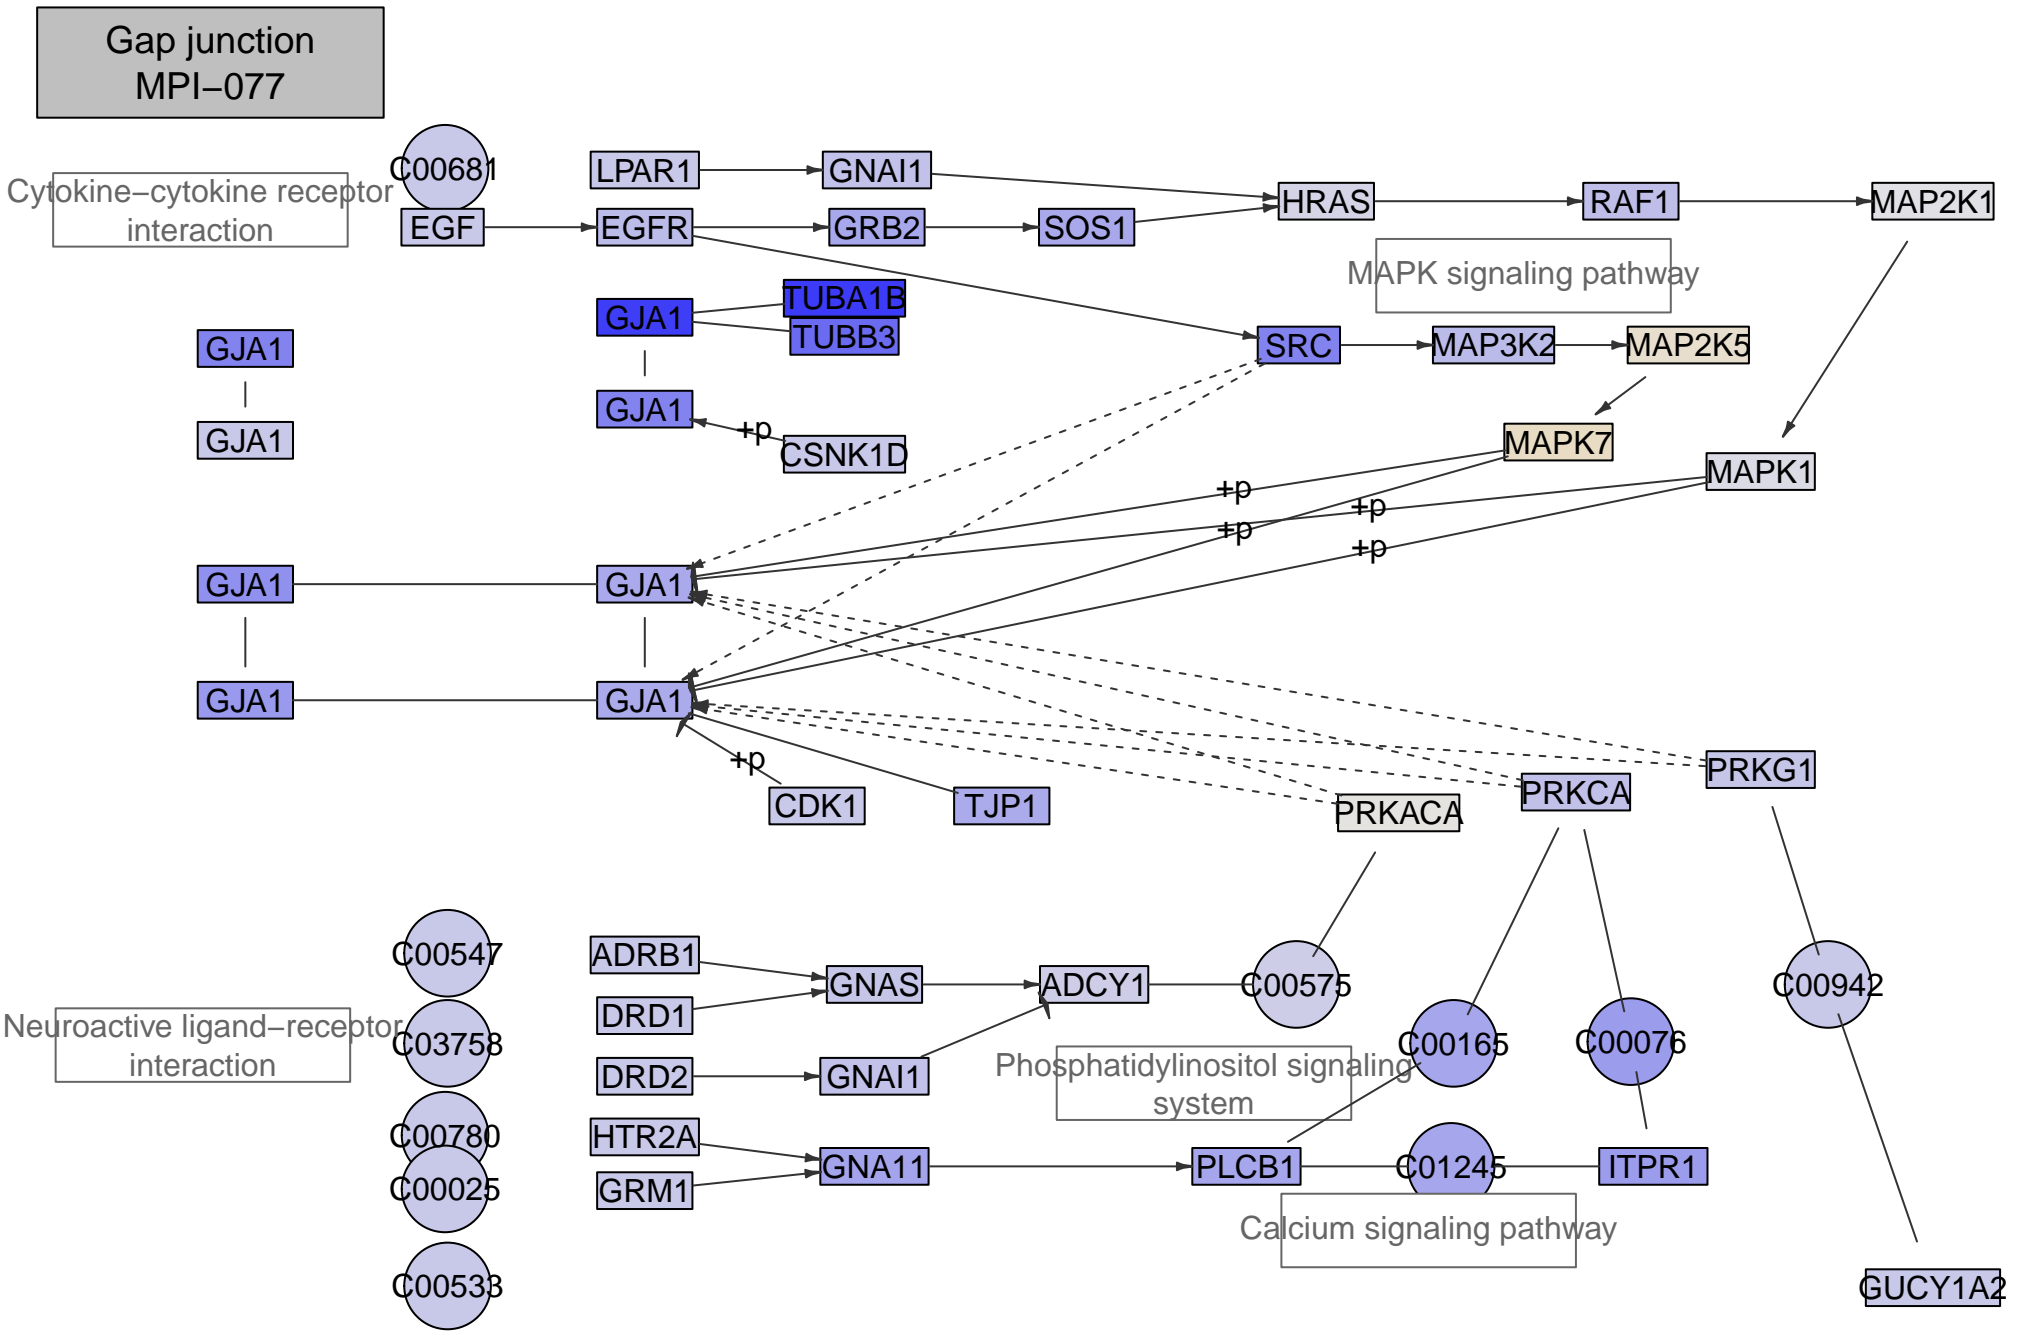 Gap junction
MPI−077
C00681
LPAR1
GNAI1
Cytokine−cytokine receptor
interaction
HRAS
RAF1
MAP2K1
EGF
EGFR
GRB2
SOS1
MAPK signaling pathway
TUBA1B
GJA1
TUBB3
GJA1
SRC
MAP3K2
MAP2K5
GJA1
+p
CSNK1D
GJA1
MAPK7
MAPK1
+p
+p
+p
+p
GJA1
GJA1
GJA1
GJA1
+p
CDK1
TJP1
PRKACA
PRKCA
PRKG1
C00547
ADRB1
GNAS
ADCY1
C00575
C00942
DRD1
Neuroactive ligand−receptor
interaction
C03758
C00165
C00076
DRD2
GNAI1
Phosphatidylinositol signaling
system
C00780
HTR2A
GNA11
PLCB1
C01245
ITPR1
C00025
GRM1
Calcium signaling pathway
C00533
GUCY1A2